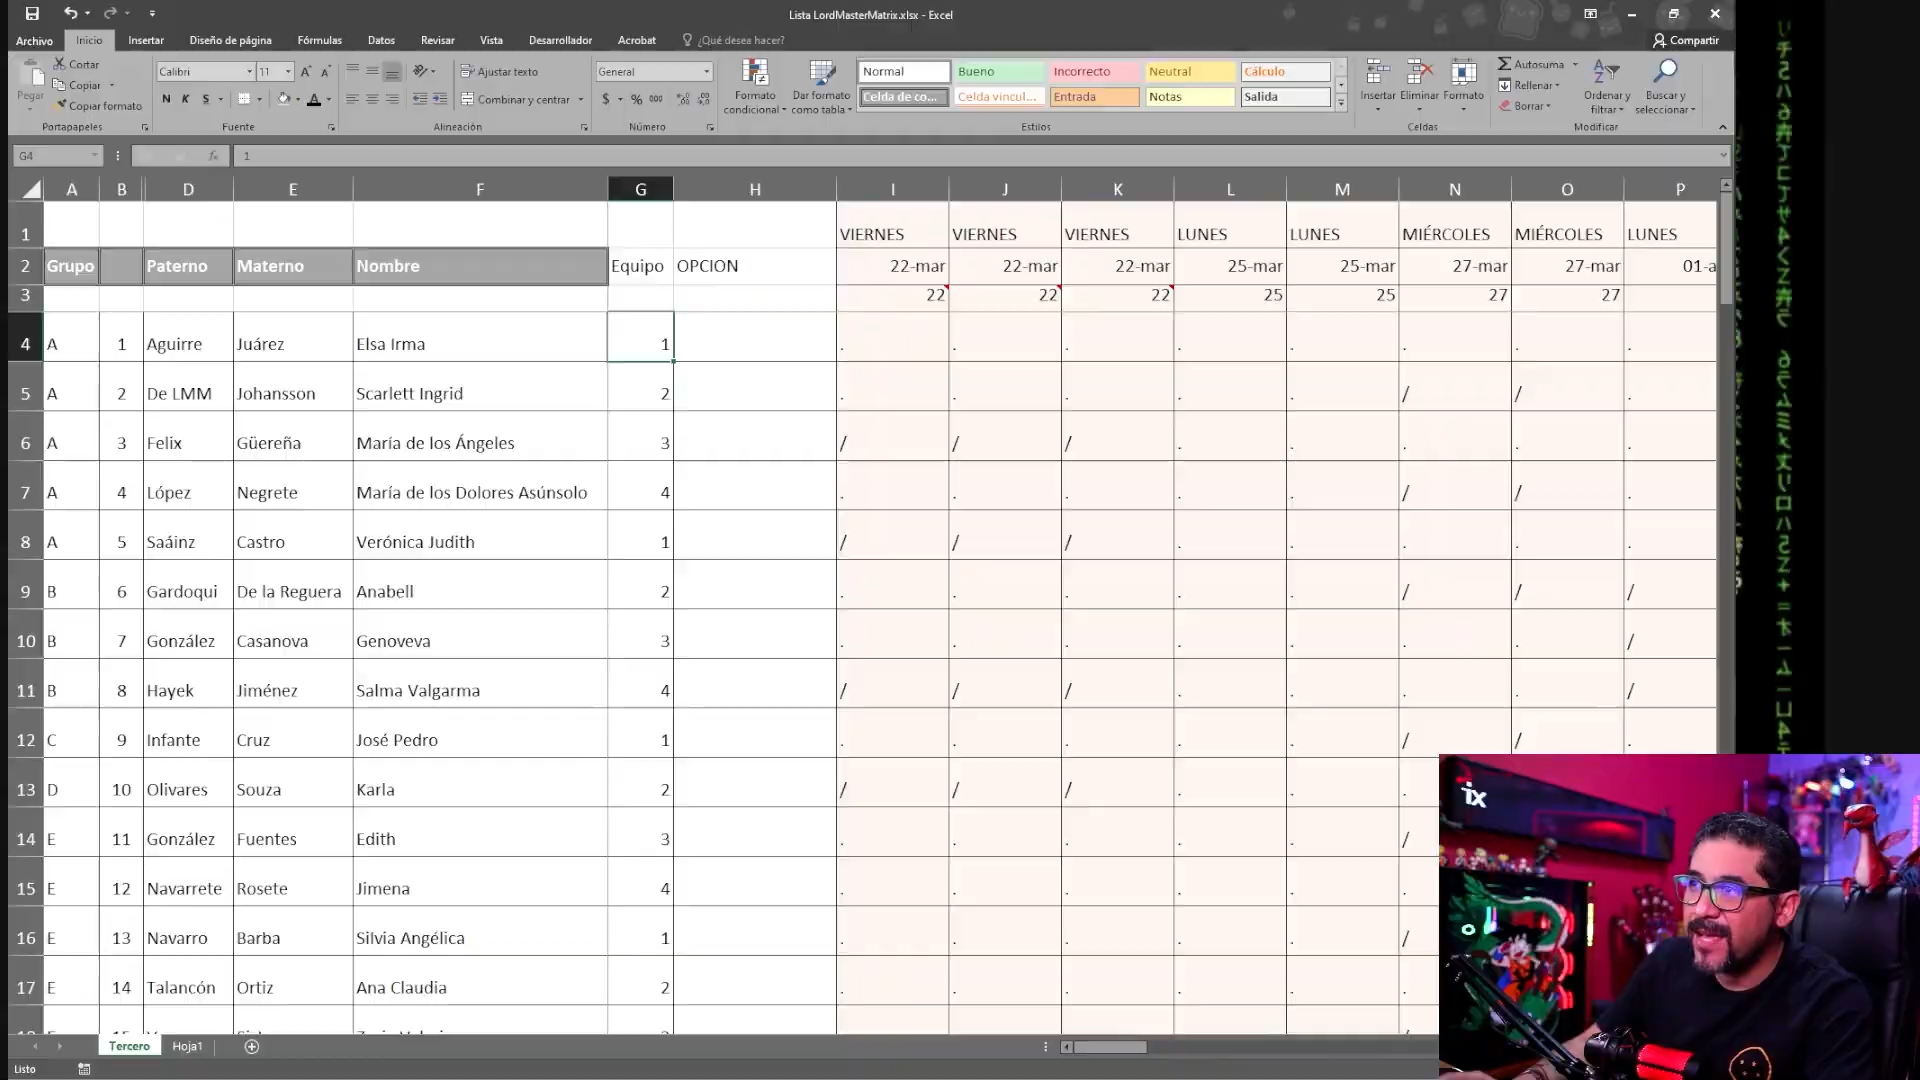 Lista LordMasterMatrix.xlsx - Excel
Archivo Inicio Insertar Diseño de página Fórmulas Datos Revisar Vista Desarrollador Acrobat ¿Qué desea hacer? Compartir
Pegar
Cortar
Copiar
Copiar formato
Portapapeles
Calibri 11
N K S
Fuente
Ajustar texto
Combinar y centrar
Alineación
General
$ % 000
Número
Formato condicional
Dar formato como tabla
Normal Bueno Incorrecto Neutral Cálculo
Celda de co... Celda vincul... Entrada Notas Salida
Estilos
Insertar Eliminar Formato
Celdas
Autosuma
Rellenar
Borrar
Ordenar y filtrar
Buscar y seleccionar
Modificar
G4 fx 1
A B D E F G H I J K L M N O P
1 VIERNES VIERNES VIERNES LUNES LUNES MIÉRCOLES MIÉRCOLES LUNES
2 Grupo Paterno Materno Nombre Equipo OPCION 22-mar 22-mar 22-mar 25-mar 25-mar 27-mar 27-mar 01-a
3 22 22 22 25 25 27 27
4 A 1 Aguirre Juárez Elsa Irma 1 . . . . . . . .
5 A 2 De LMM Johansson Scarlett Ingrid 2 . . . . . / / .
6 A 3 Felix Güereña María de los Ángeles 3 / / / . . . . .
7 A 4 López Negrete María de los Dolores Asúnsolo 4 . . . . . / / .
8 A 5 Saáinz Castro Verónica Judith 1 / / / . . . . .
9 B 6 Gardoqui De la Reguera Anabell 2 . . . . . / / /
10 B 7 González Casanova Genoveva 3 . . . . . . . /
11 B 8 Hayek Jiménez Salma Valgarma 4 / / / . . . . /
12 C 9 Infante Cruz José Pedro 1 . . . . . / / .
13 D 10 Olivares Souza Karla 2 / / / . . .
14 E 11 González Fuentes Edith 3 . . . . . /
15 E 12 Navarrete Rosete Jimena 4 . . . . . .
16 E 13 Navarro Barba Silvia Angélica 1 . . . . . /
17 E 14 Talancón Ortiz Ana Claudia 2 . . . . . .
Tercero Hoja1
Listo
ix